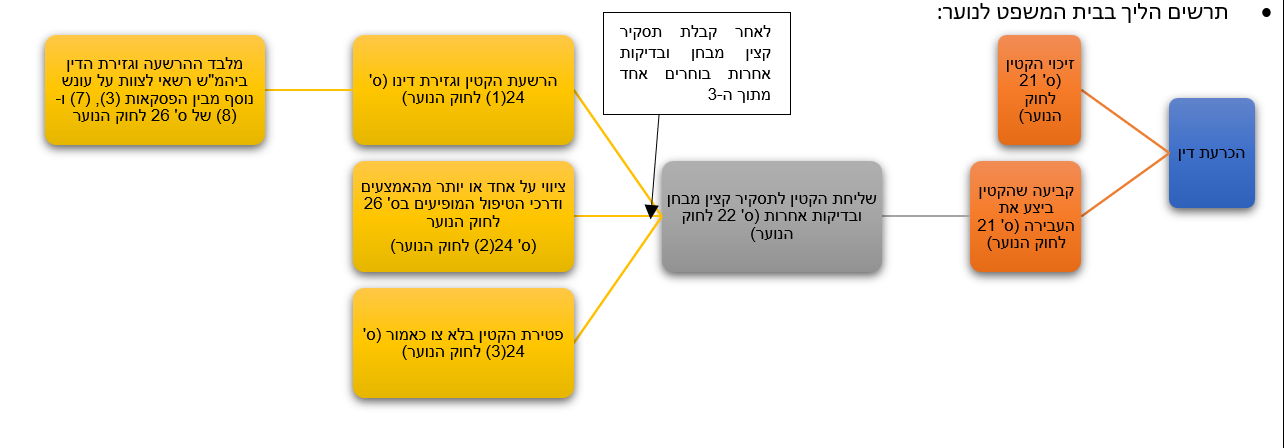 • תרשים הליך בבית המשפט לנוער:
הכרעת דין
זיכוי הקטין
(ס' 21
לחוק
הנוער)
קביעה שהקטין
ביצע את
העבירה (ס' 21
לחוק הנוער)
שליחת הקטין לתסקיר קצין מבחן
ובדיקות אחרות (ס' 22 לחוק
הנוער)
לאחר קבלת תסקיר
קצין מבחן ובדיקות
אחרות בוחרים אחד
מתוך ה-3
הרשעת הקטין וגזירת דינו (ס'
24(1) לחוק הנוער)
מלבד ההרשעה וגזירת הדין
ביהמ"ש רשאי לצוות על עונש
נוסף מבין הפסקאות (3), (7) ו-
(8) של ס' 26 לחוק הנוער
ציווי על אחד או יותר מהאמצעים
ודרכי הטיפול המופיעים בס' 26
לחוק הנוער
(ס' 24(2) לחוק הנוער)
פטירת הקטין בלא צו כאמור (ס'
24(3) לחוק הנוער)